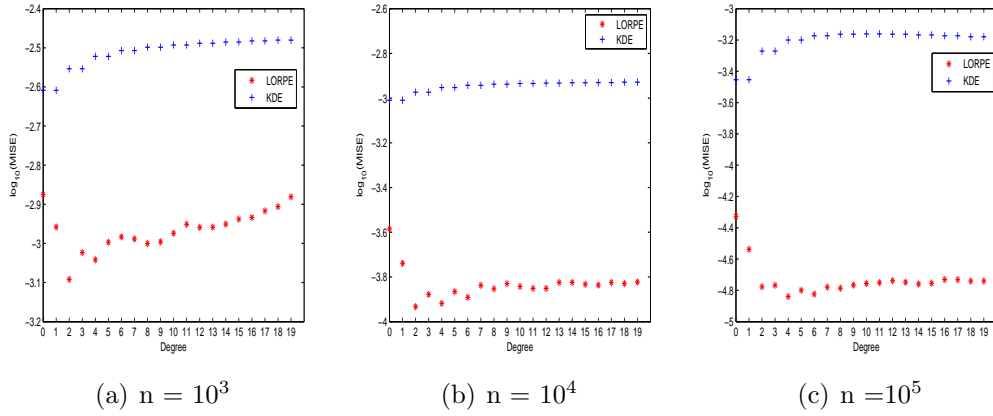 -2.4
-2.5
-2.6
-2.7
-2.8
-2.9
-3
-3.1
-3.2
log10(MISE)
0 1 2 3 4 5 6 7 8 9 10 11 12 13 14 15 16 17 18 19
Degree
LORPE
KDE
(a) n = 10³
-2.6
-2.8
-3
-3.2
-3.4
-3.6
-3.8
-4
log10(MISE)
0 1 2 3 4 5 6 7 8 9 10 11 12 13 14 15 16 17 18 19
Degree
LORPE
KDE
(b) n = 10⁴
-3
-3.2
-3.4
-3.6
-3.8
-4
-4.2
-4.4
-4.6
-4.8
-5
log10(MISE)
0 1 2 3 4 5 6 7 8 9 10 11 12 13 14 15 16 17 18 19
Degree
LORPE
KDE
(c) n =10⁵